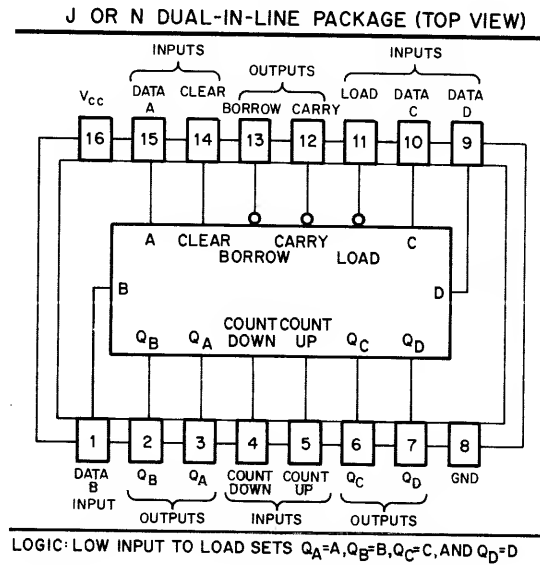 J OR N DUAL-IN-LINE PACKAGE (TOP VIEW)
INPUTS OUTPUTS INPUTS
VCC DATA A CLEAR BORROW CARRY LOAD DATA C DATA D
16 15 14 13 12 11 10 9
A CLEAR BORROW CARRY LOAD C
B D
QB QA COUNT DOWN COUNT UP QC QD
1 2 3 4 5 6 7 8
DATA B INPUT QB QA COUNT DOWN COUNT UP QC QD GND
OUTPUTS INPUTS OUTPUTS
LOGIC: LOW INPUT TO LOAD SETS QA=A, QB=B, QC=C, AND QD=D